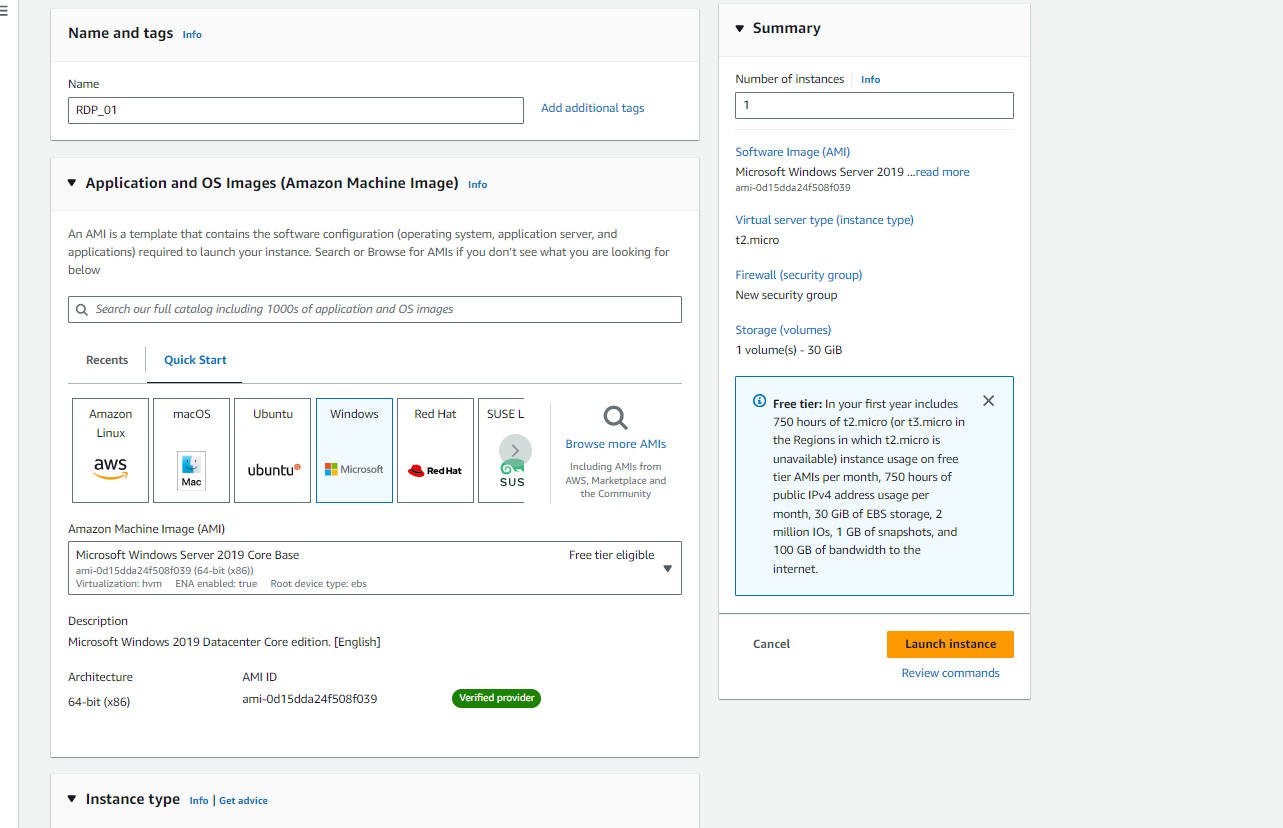 Name and tags Info
Name
RDP_01
Add additional tags
Application and OS Images (Amazon Machine Image) Info
An AMI is a template that contains the software configuration (operating system, application server, and
applications) required to launch your instance. Search or Browse for AMIs if you don't see what you are looking for
below
Search our full catalog including 1000s of application and OS images
Recents
Quick Start
Amazon
Linux
aws
macOS
Mac
Ubuntu
ubuntu
Windows
Microsoft
Red Hat
Red Hat
SUSE L
SUS
Browse more AMIs
Including AMIs from
AWS, Marketplace and
the Community
Amazon Machine Image (AMI)
Microsoft Windows Server 2019 Core Base
Free tier eligible
ami-0d15dda24f508f039 (64-bit (x86))
Virtualization: hvm ENA enabled: true Root device type: ebs
Description
Microsoft Windows 2019 Datacenter Core edition. [English]
Architecture
64-bit (x86)
AMI ID
ami-0d15dda24f508f039
Verified provider
Instance type Info | Get advice
Summary
Number of instances Info
1
Software Image (AMI)
Microsoft Windows Server 2019 ...read more
ami-0d15dda24f508f039
Virtual server type (instance type)
t2.micro
Firewall (security group)
New security group
Storage (volumes)
1 volume(s) - 30 GiB
Free tier: In your first year includes
750 hours of t2.micro (or t3.micro in
the Regions in which t2.micro is
unavailable) instance usage on free
tier AMIs per month, 750 hours of
public IPv4 address usage per
month, 30 GiB of EBS storage, 2
million IOs, 1 GB of snapshots, and
100 GB of bandwidth to the
internet.
Cancel
Launch instance
Review commands